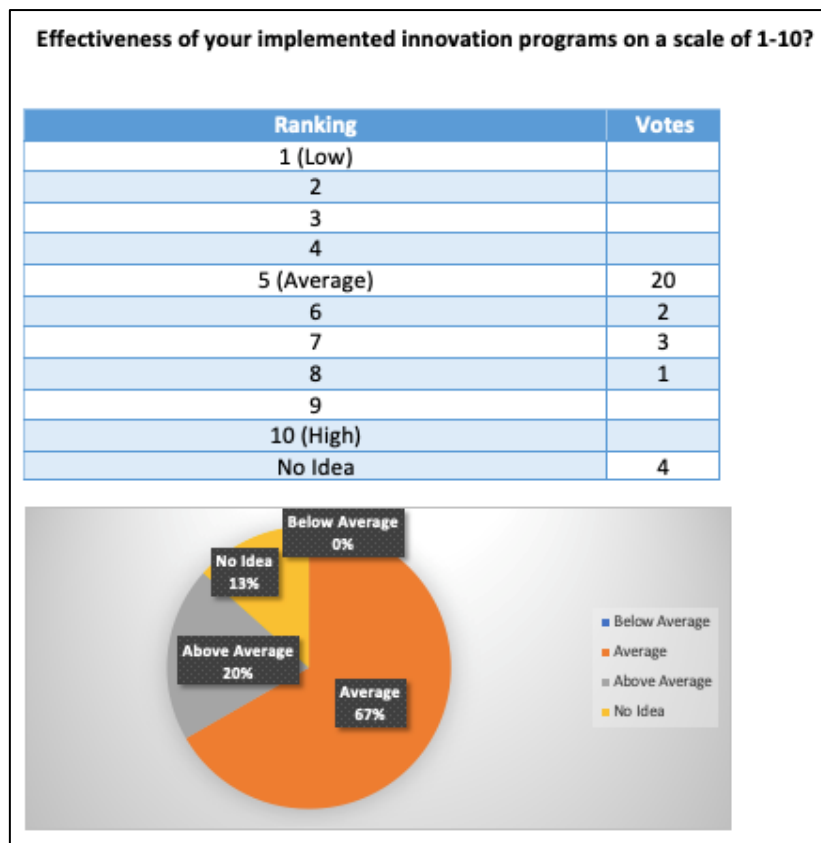 Effectiveness of your implemented innovation programs on a scale of 1-10?
Ranking Votes
1 (Low)
2
3
4
5 (Average) 20
6 2
7 3
8 1
9
10 (High)
No Idea 4
Below Average
0%
No Idea
13%
Above Average
20%
Average
67%
Below Average
Average
Above Average
No Idea